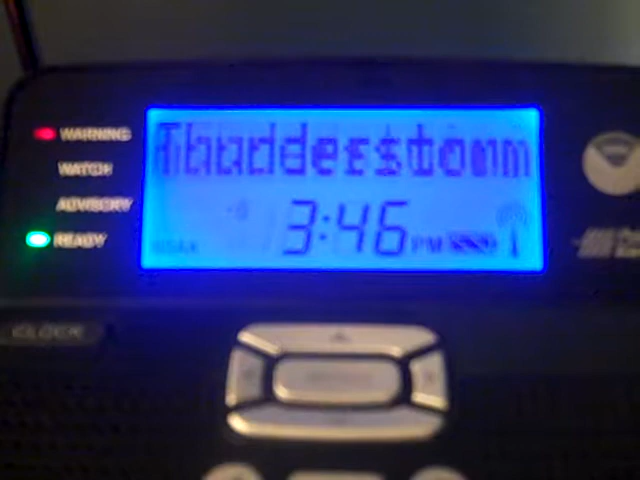 WARNING
Thunderstorm
WATCH
ADVISORY
3:46 PM
READY
CLOCK